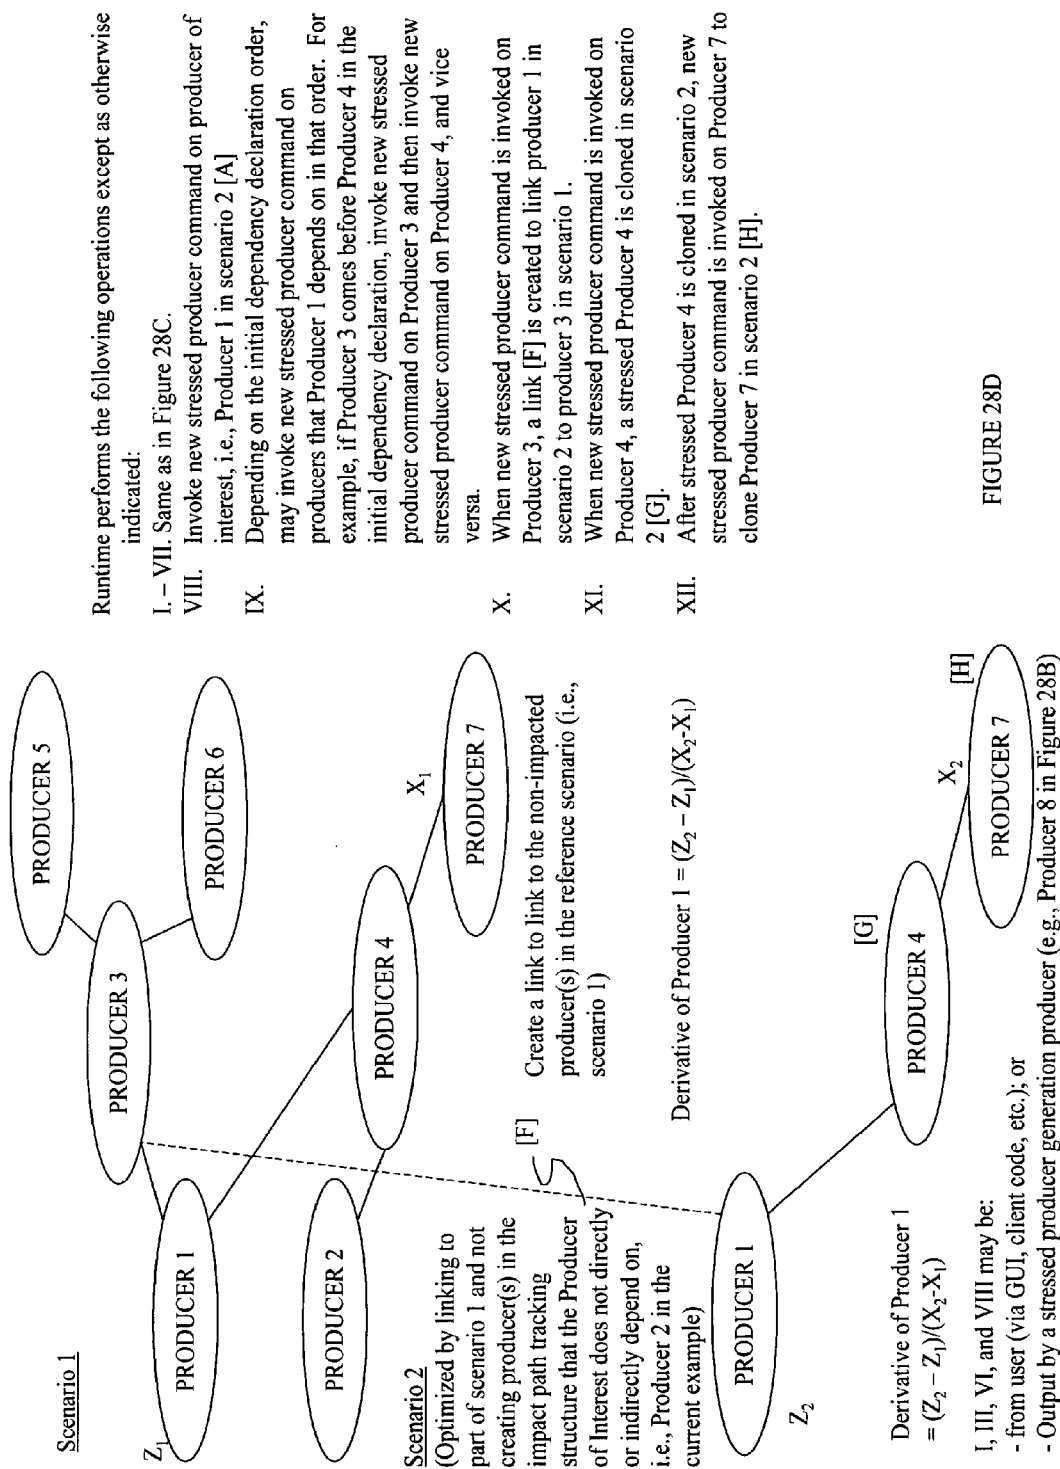 Scenario 1
PRODUCER 5
PRODUCER 3
PRODUCER 6
Z1
PRODUCER 1
PRODUCER 4
X1
PRODUCER 2
PRODUCER 7
Scenario 2
(Optimized by linking to
part of scenario 1 and not
creating producer(s) in the
impact path tracking
structure that the Producer
of Interest does not directly
or indirectly depend on,
i.e., Producer 2 in the
current example)
[F]
Create a link to link to the non-impacted
producer(s) in the reference scenario (i.e.,
scenario 1)
Derivative of Producer 1 = (Z2 – Z1)/(X2-X1)
Z2
PRODUCER 1
[G]
PRODUCER 4
X2
[H]
PRODUCER 7
Derivative of Producer 1
= (Z2 – Z1)/(X2-X1)
I, III, VI, and VIII may be:
- from user (via GUI, client code, etc.); or
- Output by a stressed producer generation producer (e.g., Producer 8 in Figure 28B)
Runtime performs the following operations except as otherwise
indicated:
I. – VII. Same as in Figure 28C.
VIII. Invoke new stressed producer command on producer of
interest, i.e., Producer 1 in scenario 2 [A]
IX. Depending on the initial dependency declaration order,
may invoke new stressed producer command on
producers that Producer 1 depends on in that order. For
example, if Producer 3 comes before Producer 4 in the
initial dependency declaration, invoke new stressed
producer command on Producer 3 and then invoke new
stressed producer command on Producer 4, and vice
versa.
X. When new stressed producer command is invoked on
Producer 3, a link [F] is created to link producer 1 in
scenario 2 to producer 3 in scenario 1.
XI. When new stressed producer command is invoked on
Producer 4, a stressed Producer 4 is cloned in scenario
2 [G].
XII. After stressed Producer 4 is cloned in scenario 2, new
stressed producer command is invoked on Producer 7 to
clone Producer 7 in scenario 2 [H].
FIGURE 28D